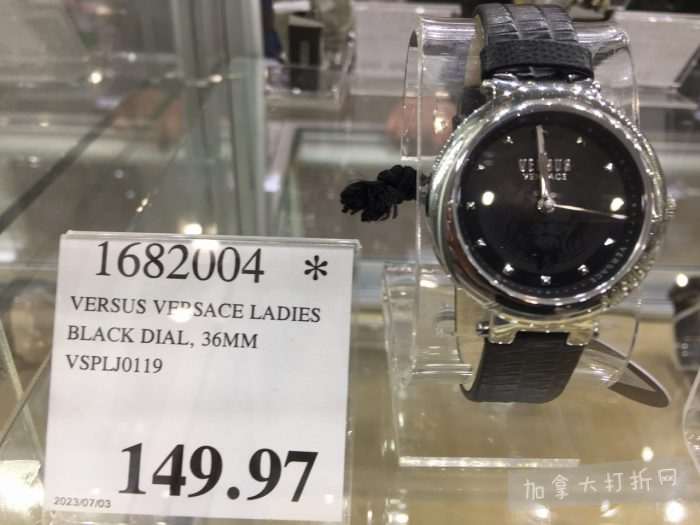 1682004 *
VERSUS VERSACE LADIES
BLACK DIAL, 36MM
VSPLJ0119
149.97
2023/07/03
VERSUS
VERSACE
加拿大打折网